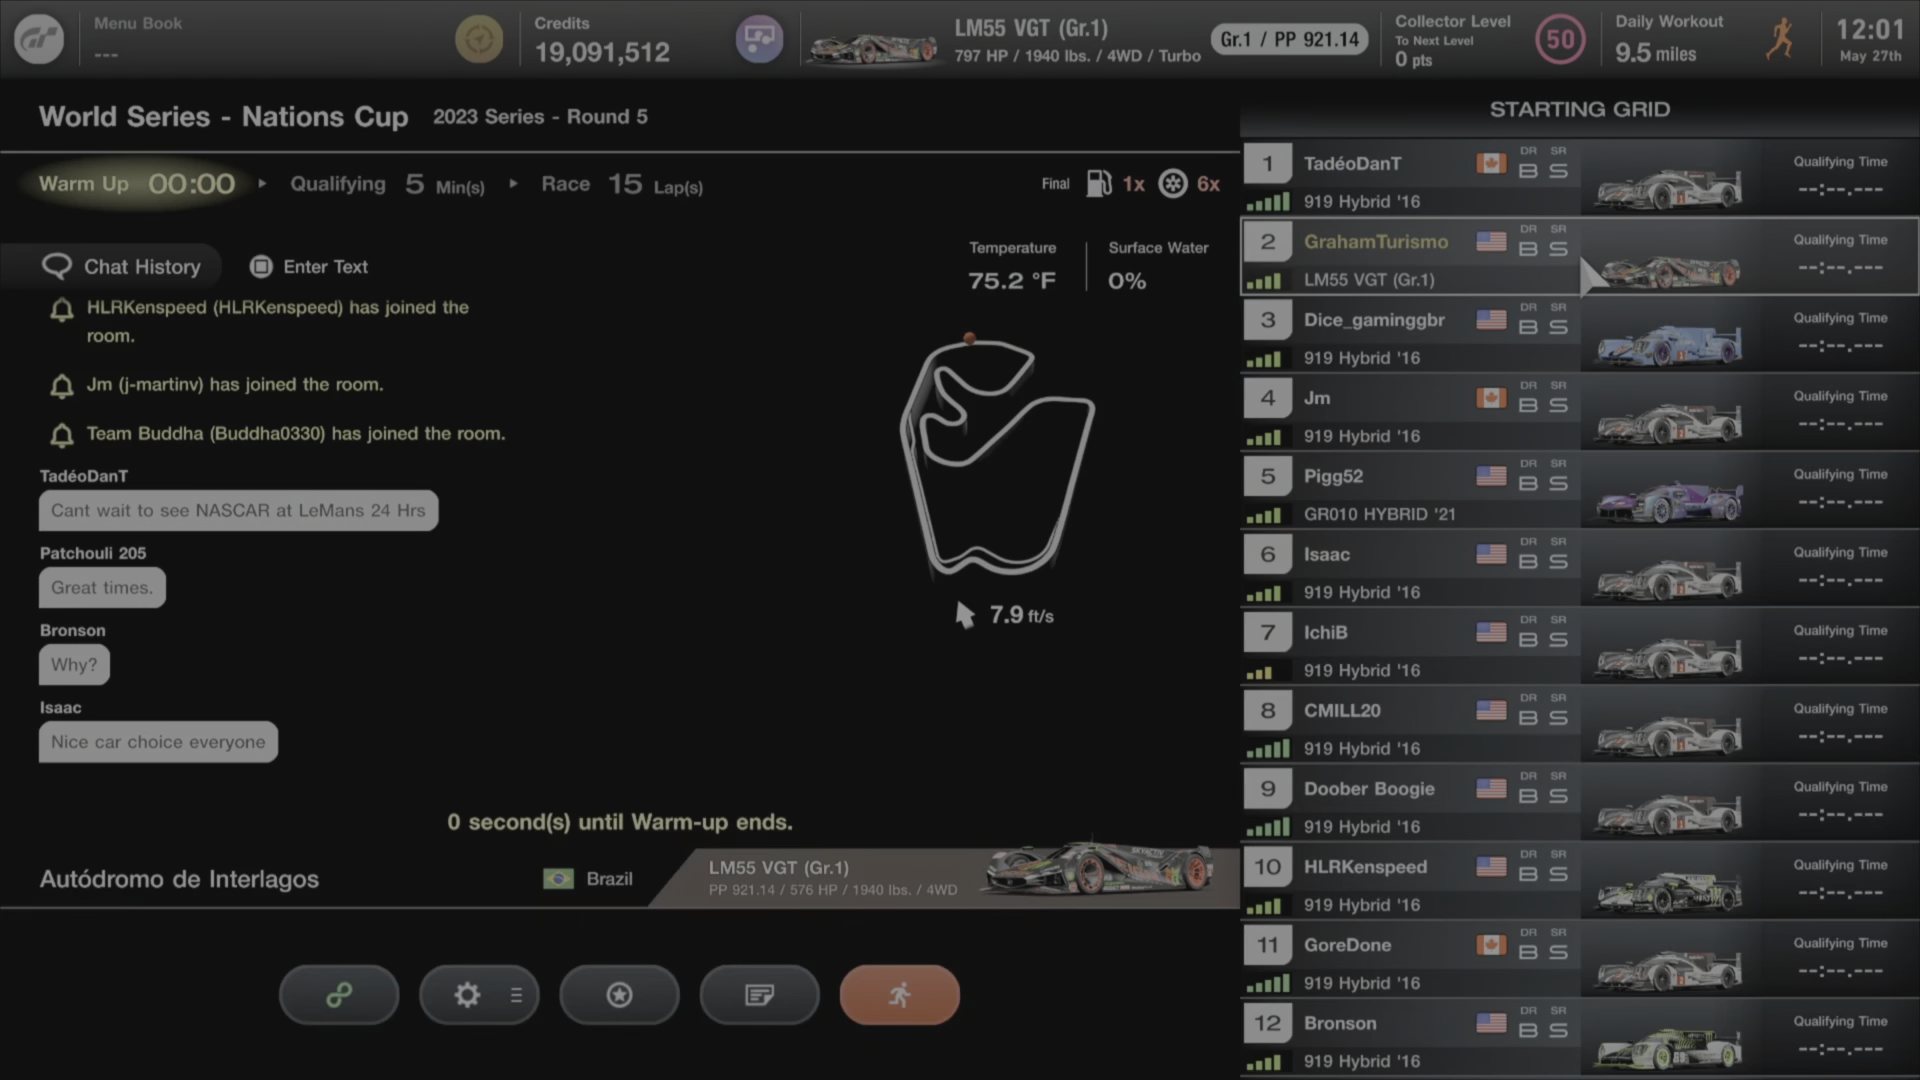 Menu Book
---
Credits
19,091,512
LM55 VGT (Gr.1)
797 HP / 1940 lbs. / 4WD / Turbo
Gr.1 / PP 921.14
Collector Level
To Next Level
0 pts
50
Daily Workout
9.5 miles
12:01
May 27th
World Series - Nations Cup
2023 Series - Round 5
Warm Up 00:00
Qualifying 5 Min(s)
Race 15 Lap(s)
Final 1x 6x
Chat History
Enter Text
HLRKenspeed (HLRKenspeed) has joined the
room.
Jm (j-martinv) has joined the room.
Team Buddha (Buddha0330) has joined the room.
TadéoDanT
Cant wait to see NASCAR at LeMans 24 Hrs
Patchouli 205
Great times.
Bronson
Why?
Isaac
Nice car choice everyone
Temperature
75.2 °F
Surface Water
0%
7.9 ft/s
0 second(s) until Warm-up ends.
Autódromo de Interlagos
Brazil
LM55 VGT (Gr.1)
PP 921.14 / 576 HP / 1940 lbs. / 4WD
STARTING GRID
1 TadéoDanT DR B SR S Qualifying Time
919 Hybrid '16 --:--.---
2 GrahamTurismo DR B SR S Qualifying Time
LM55 VGT (Gr.1) --:--.---
3 Dice_gaminggbr DR B SR S Qualifying Time
919 Hybrid '16 --:--.---
4 Jm DR B SR S Qualifying Time
919 Hybrid '16 --:--.---
5 Pigg52 DR B SR S Qualifying Time
GR010 HYBRID '21 --:--.---
6 Isaac DR B SR S Qualifying Time
919 Hybrid '16 --:--.---
7 IchiB DR B SR S Qualifying Time
919 Hybrid '16 --:--.---
8 CMILL20 DR B SR S Qualifying Time
919 Hybrid '16 --:--.---
9 Doober Boogie DR B SR S Qualifying Time
919 Hybrid '16 --:--.---
10 HLRKenspeed DR B SR S Qualifying Time
919 Hybrid '16 --:--.---
11 GoreDone DR B SR S Qualifying Time
919 Hybrid '16 --:--.---
12 Bronson DR B SR S Qualifying Time
919 Hybrid '16 --:--.---